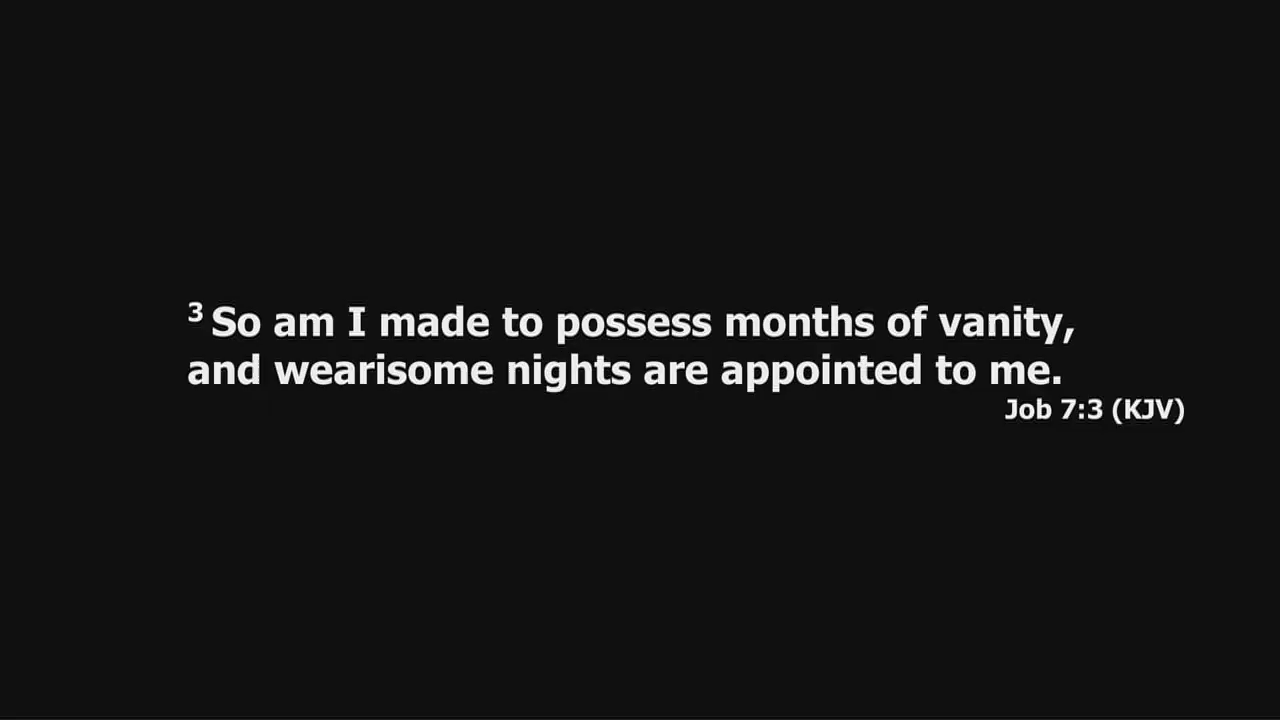 3 So am I made to possess months of vanity,
and wearisome nights are appointed to me.
Job 7:3 (KJV)